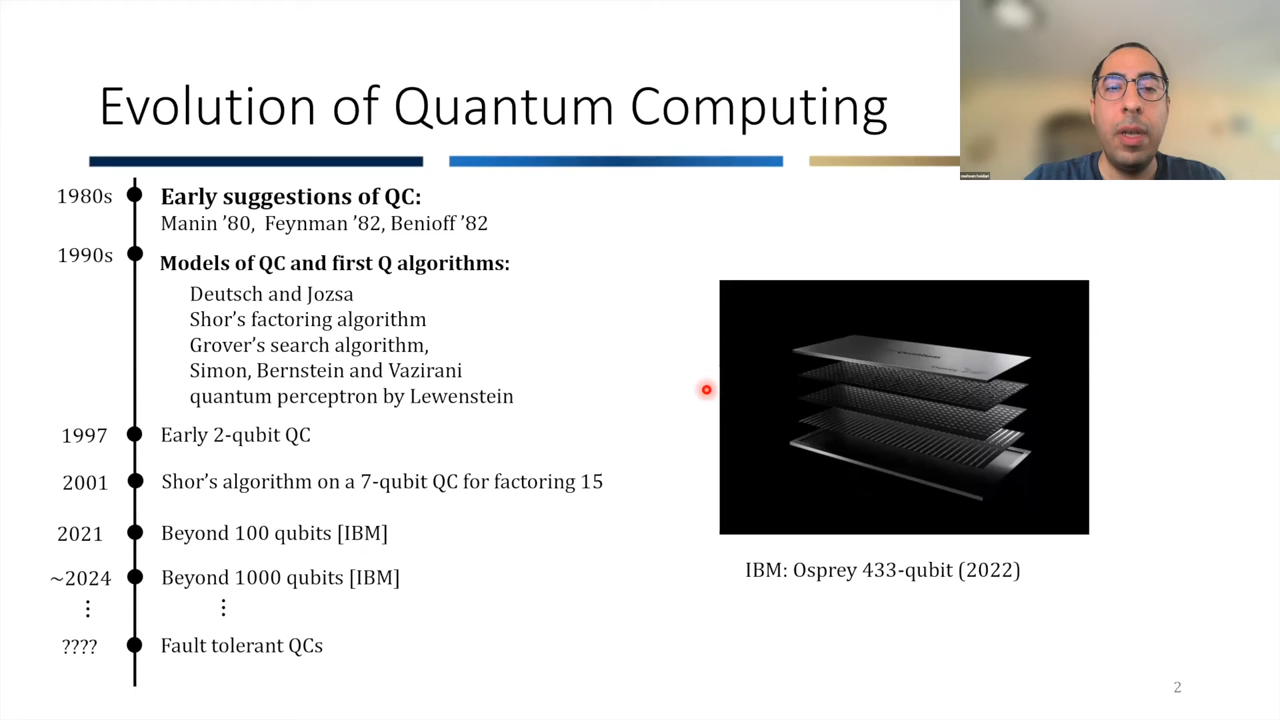 Evolution of Quantum Computing
1980s
Early suggestions of QC:
Manin ’80, Feynman ’82, Benioff ’82
1990s
Models of QC and first Q algorithms:
Deutsch and Jozsa
Shor’s factoring algorithm
Grover’s search algorithm,
Simon, Bernstein and Vazirani
quantum perceptron by Lewenstein
1997
Early 2-qubit QC
2001
Shor’s algorithm on a 7-qubit QC for factoring 15
2021
Beyond 100 qubits [IBM]
~2024
Beyond 1000 qubits [IBM]
⋮
⋮
????
Fault tolerant QCs
IBM: Osprey 433-qubit (2022)
2